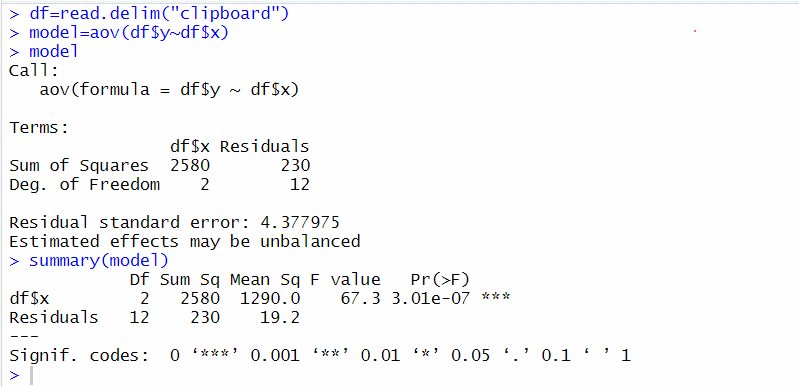 > df=read.delim("clipboard")
> model=aov(df$y~df$x)
> model
Call:
   aov(formula = df$y ~ df$x)

Terms:
                 df$x Residuals
Sum of Squares   2580       230
Deg. of Freedom     2        12

Residual standard error: 4.377975
Estimated effects may be unbalanced
> summary(model)
            Df Sum Sq Mean Sq F value   Pr(>F)
df$x         2   2580  1290.0    67.3 3.01e-07 ***
Residuals   12    230    19.2
---
Signif. codes:  0 ‘***’ 0.001 ‘**’ 0.01 ‘*’ 0.05 ‘.’ 0.1 ‘ ’ 1
>